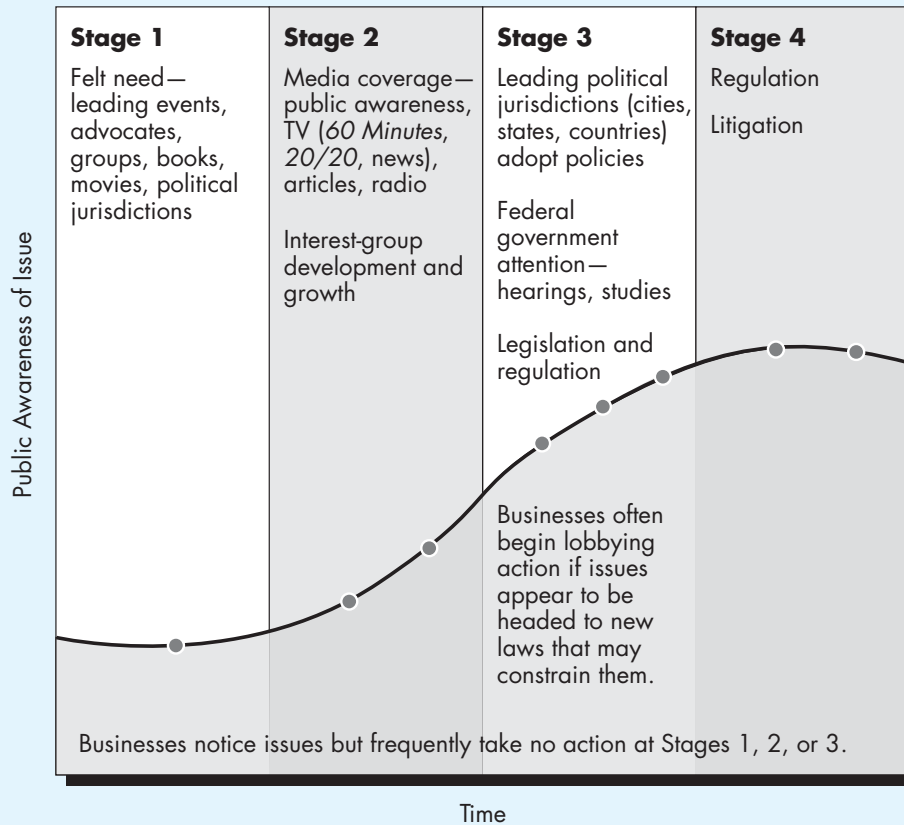 Public Awareness of Issue
Stage 1
Felt need—
leading events,
advocates,
groups, books,
movies, political
jurisdictions
Stage 2
Media coverage—
public awareness,
TV (60 Minutes,
20/20, news),
articles, radio
Interest-group
development and
growth
Stage 3
Leading political
jurisdictions (cities,
states, countries)
adopt policies
Federal
government
attention—
hearings, studies
Legislation and
regulation
Businesses often
begin lobbying
action if issues
appear to be
headed to new
laws that may
constrain them.
Stage 4
Regulation
Litigation
Businesses notice issues but frequently take no action at Stages 1, 2, or 3.
Time